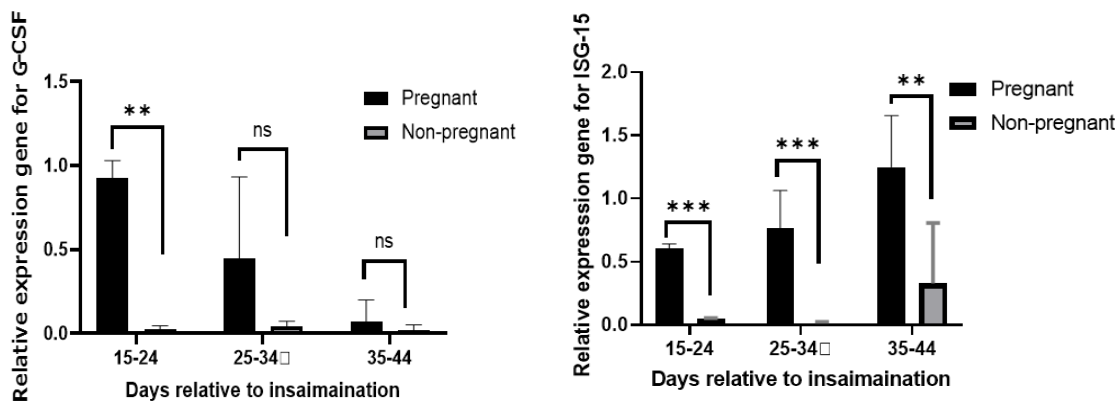 Relative expression gene for G-CSF
1.5
1.0
0.5
0.0
**
ns
ns
Pregnant
Non-pregnant
15-24
25-34□
35-44
Days relative to insaimaination
Relative expression gene for ISG-15
2.0
1.5
1.0
0.5
0.0
***
***
**
Pregnant
Non-pregnant
15-24
25-34□
35-44
Days relative to insaimaination